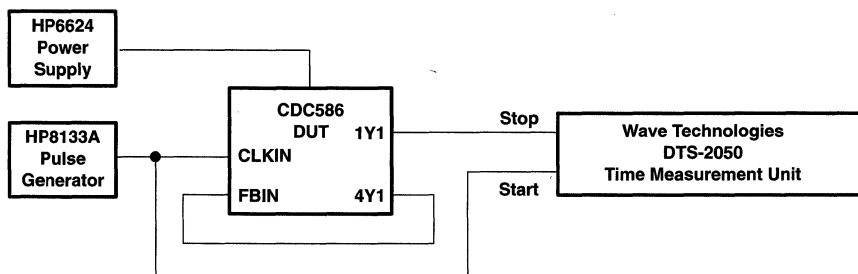 HP6624
Power
Supply
HP8133A
Pulse
Generator
CDC586
DUT
1Y1
CLKIN
FBIN
4Y1
Stop
Start
Wave Technologies
DTS-2050
Time Measurement Unit